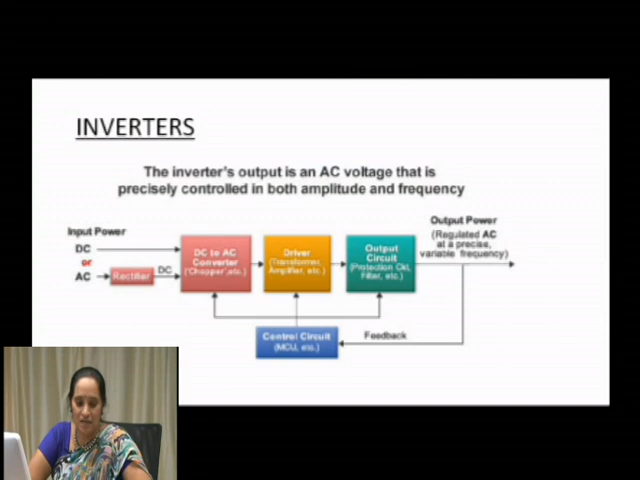 INVERTERS
The inverter's output is an AC voltage that is
precisely controlled in both amplitude and frequency
Input Power
DC
or
AC
Rectifier
DC
DC to AC
Converter
('Chopper', etc.)
Driver
(Transformer,
Amplifier, etc.)
Output
Circuit
(Protection Ckt,
Filter, etc.)
Output Power
(Regulated AC
at a precise,
variable frequency)
Control Circuit
(MCU, etc.)
Feedback